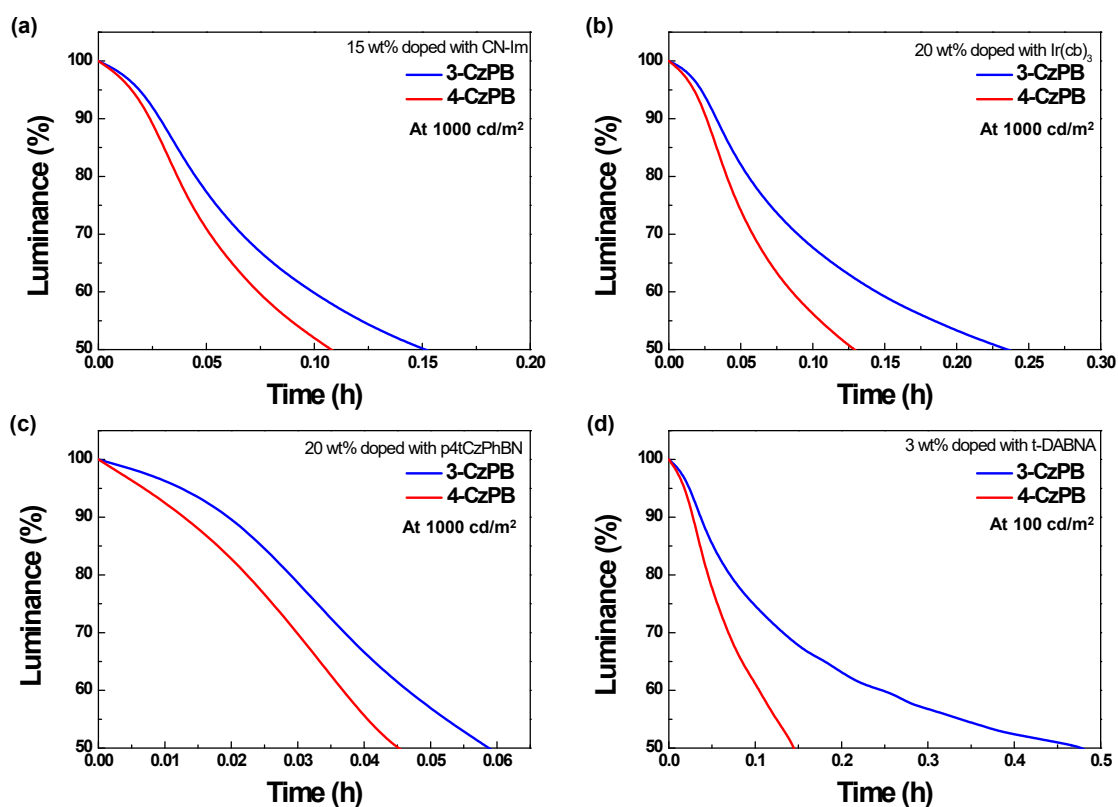 (a)
15 wt% doped with CN-Im
3-CzPB
4-CzPB
At 1000 cd/m²
Luminance (%)
100
90
80
70
60
50
0.00 0.05 0.10 0.15 0.20
Time (h)
(b)
20 wt% doped with Ir(cb)₃
3-CzPB
4-CzPB
At 1000 cd/m²
Luminance (%)
100
90
80
70
60
50
0.00 0.05 0.10 0.15 0.20 0.25 0.30
Time (h)
(c)
20 wt% doped with p4tCzPhBN
3-CzPB
4-CzPB
At 1000 cd/m²
Luminance (%)
100
90
80
70
60
50
0.00 0.01 0.02 0.03 0.04 0.05 0.06
Time (h)
(d)
3 wt% doped with t-DABNA
3-CzPB
4-CzPB
At 100 cd/m²
Luminance (%)
100
90
80
70
60
50
0.0 0.1 0.2 0.3 0.4 0.5
Time (h)